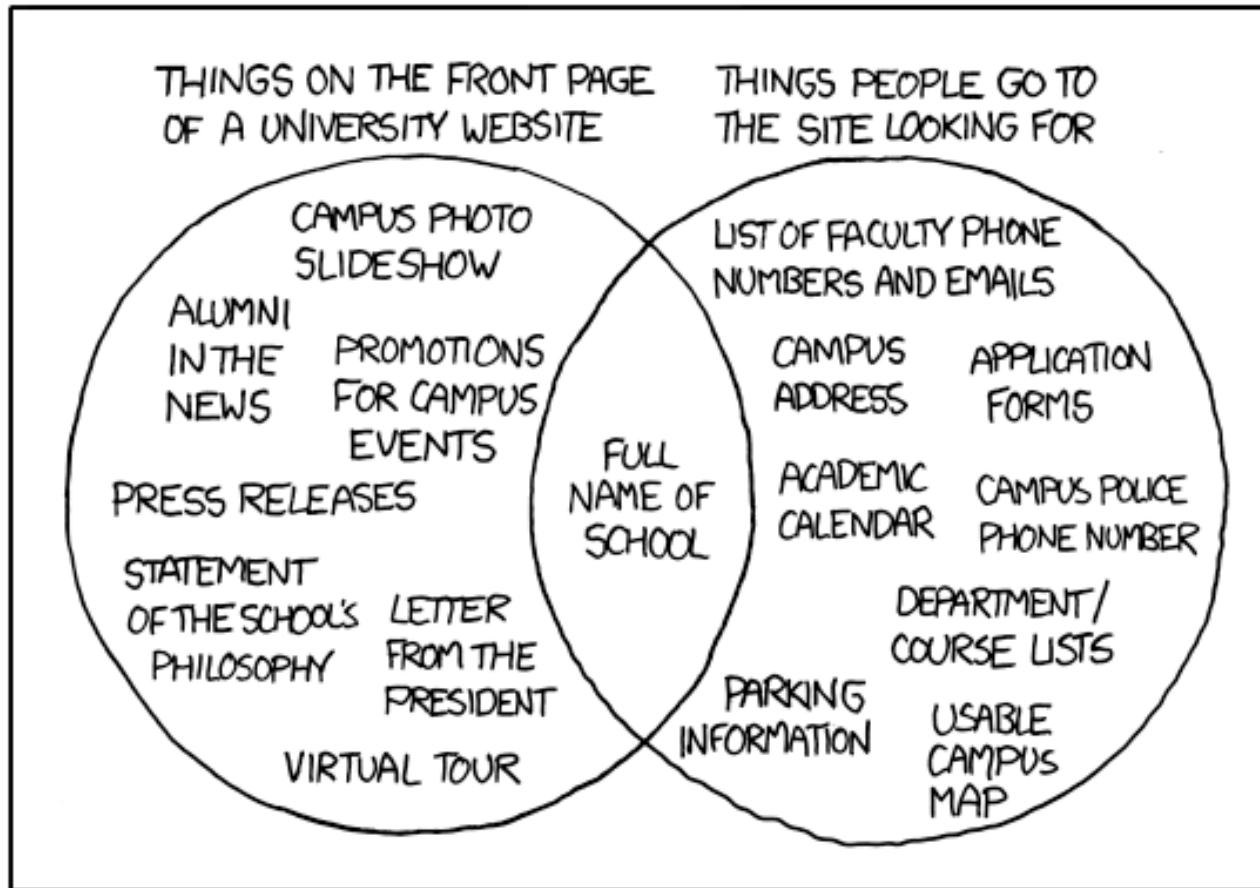 THINGS ON THE FRONT PAGE
OF A UNIVERSITY WEBSITE
THINGS PEOPLE GO TO
THE SITE LOOKING FOR
CAMPUS PHOTO
SLIDESHOW
ALUMNI
IN THE
NEWS
PROMOTIONS
FOR CAMPUS
EVENTS
PRESS RELEASES
STATEMENT
OF THE SCHOOL'S
PHILOSOPHY
LETTER
FROM THE
PRESIDENT
VIRTUAL TOUR
FULL
NAME OF
SCHOOL
LIST OF FACULTY PHONE
NUMBERS AND EMAILS
CAMPUS
ADDRESS
APPLICATION
FORMS
ACADEMIC
CALENDAR
CAMPUS POLICE
PHONE NUMBER
DEPARTMENT/
COURSE LISTS
PARKING
INFORMATION
USABLE
CAMPUS
MAP